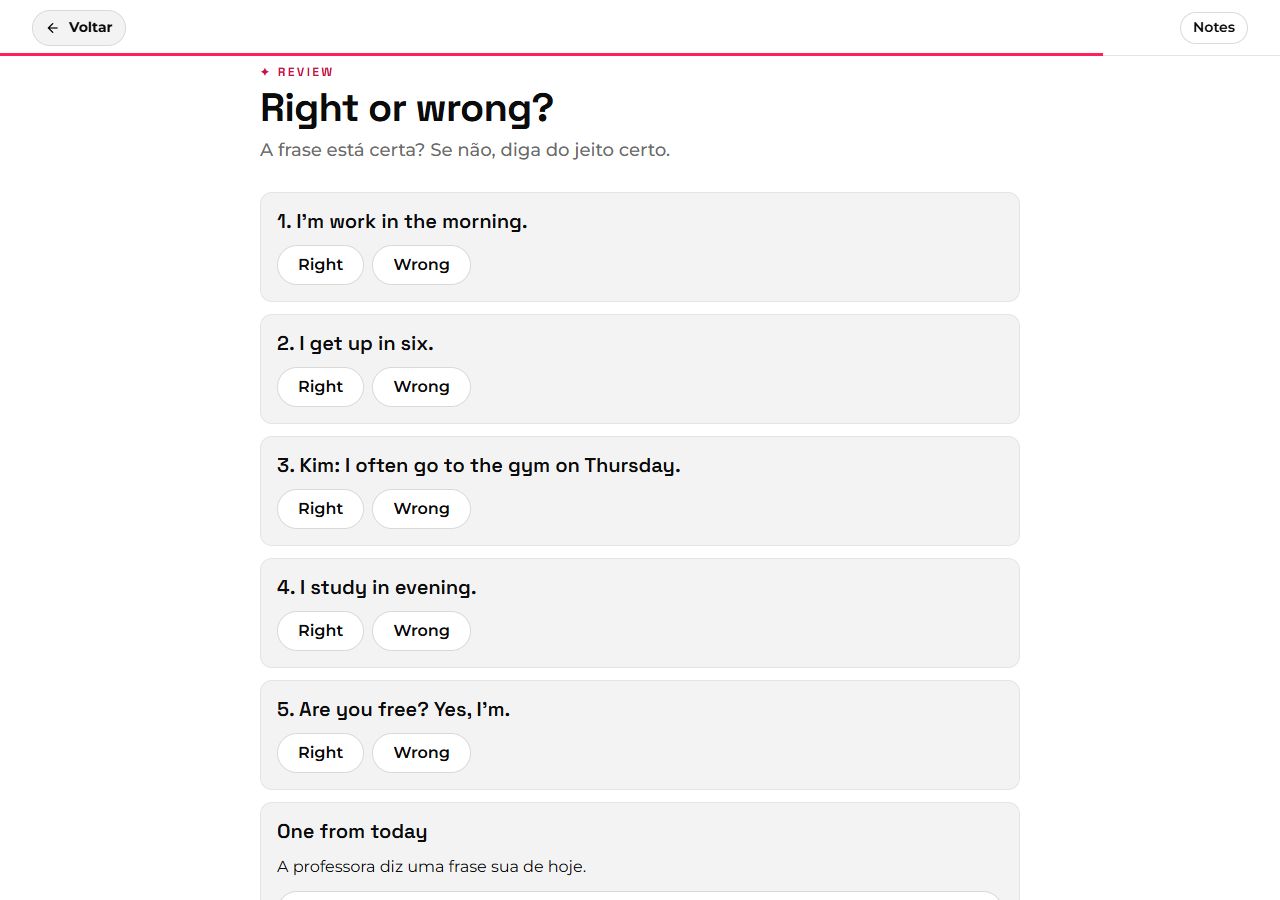 ← Voltar
Notes
✦ REVIEW
Right or wrong?
A frase está certa? Se não, diga do jeito certo.
1. I’m work in the morning.
Right Wrong
2. I get up in six.
Right Wrong
3. Kim: I often go to the gym on Thursday.
Right Wrong
4. I study in evening.
Right Wrong
5. Are you free? Yes, I’m.
Right Wrong
One from today
A professora diz uma frase sua de hoje.